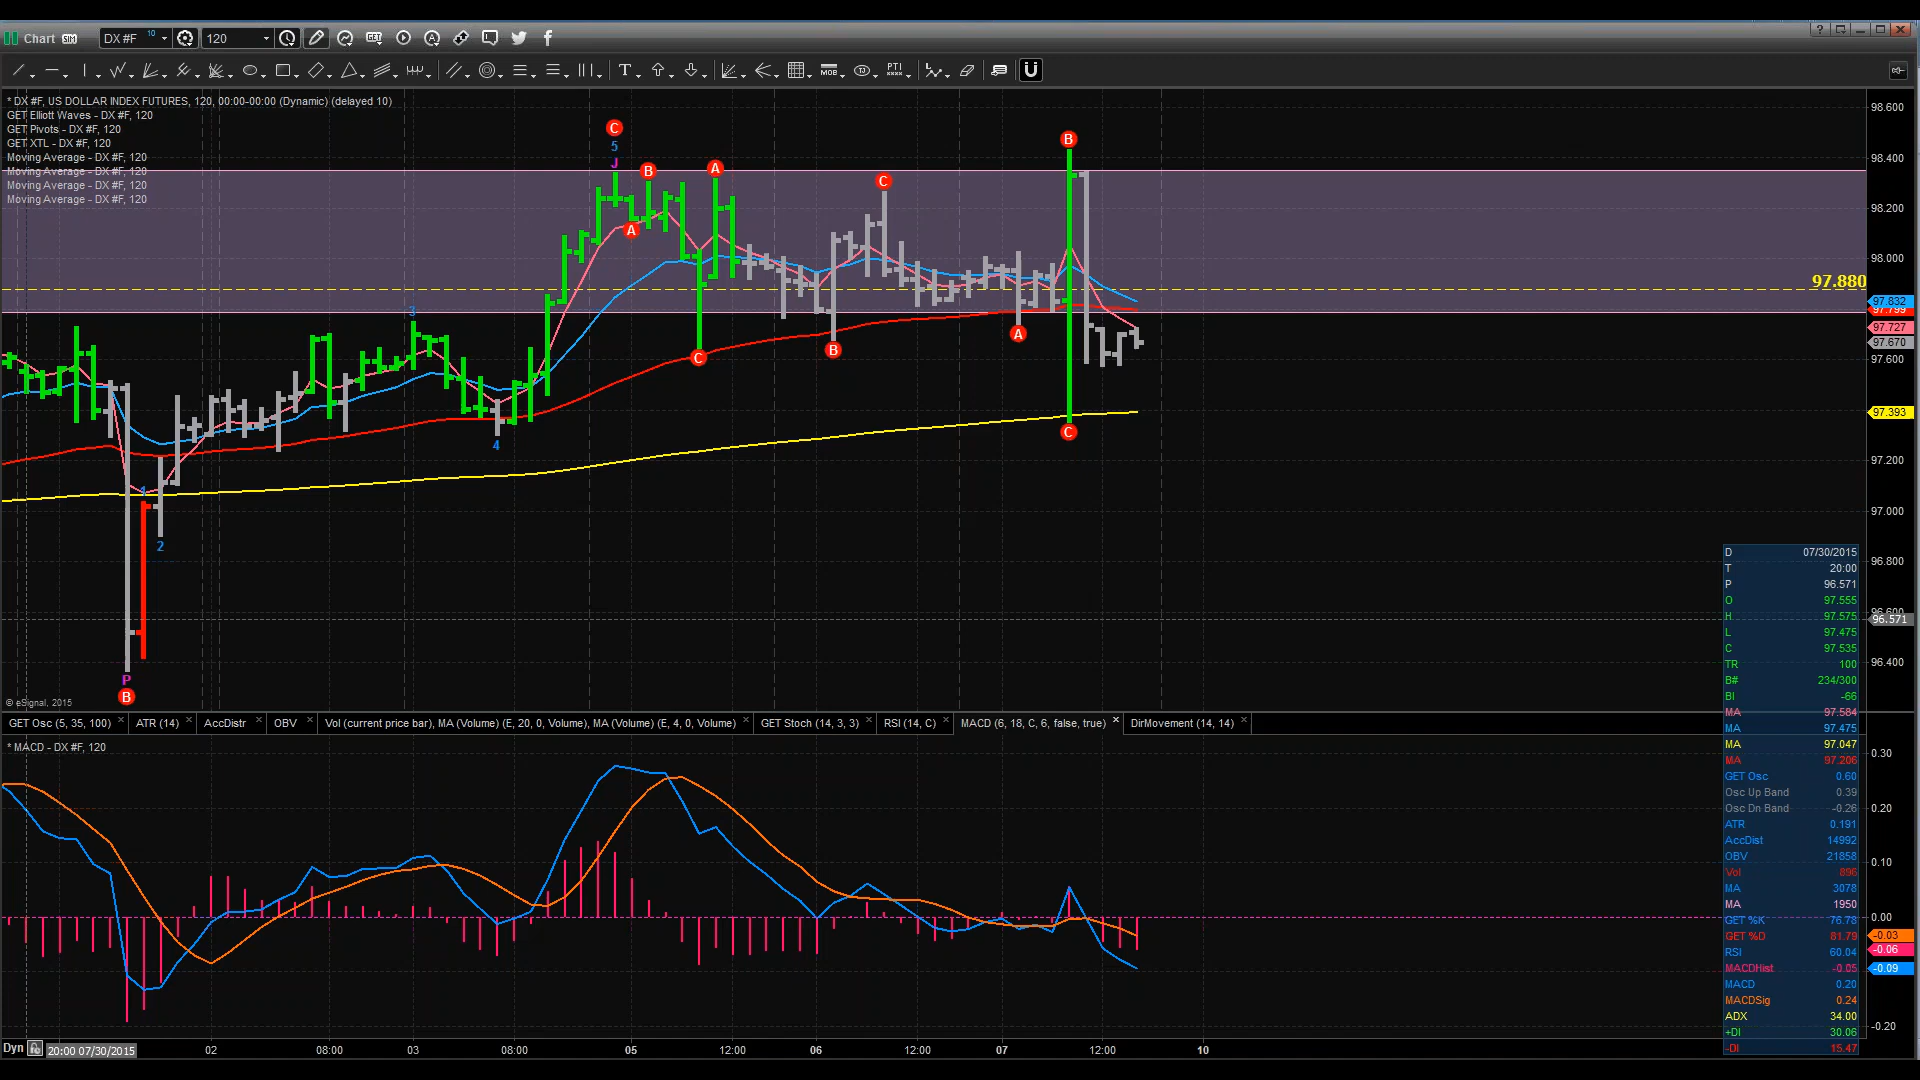 Chart SIM DX #F 10 120 GET
T MOB TJ PTI
* DX #F, US DOLLAR INDEX FUTURES, 120, 00:00-00:00 (Dynamic) (delayed 10)
GET Elliott Waves - DX #F, 120
GET Pivots - DX #F, 120
GET XTL - DX #F, 120
Moving Average - DX #F, 120
Moving Average - DX #F, 120
Moving Average - DX #F, 120
Moving Average - DX #F, 120
98.600
98.400
98.200
98.000
97.880
97.832
97.799
97.727
97.670
97.600
97.393
97.200
97.000
96.800
96.600
96.571
96.400
C
5
J
B
A
A
C
B
C
B
A
C
3
4
1
2
P
B
© eSignal, 2015
D 07/30/2015
T 20:00
P 96.571
O 97.555
H 97.575
L 97.475
C 97.535
TR 100
B# 234/300
BI -66
MA 97.584
MA 97.475
MA 97.047
MA 97.206
GET Osc 0.60
Osc Up Band 0.39
Osc Dn Band -0.26
ATR 0.191
AccDist 14992
OBV 21858
Vol 896
MA 3078
MA 1950
GET %K 76.78
GET %D 81.79
RSI 60.04
MACDHist -0.05
MACD 0.20
MACDSig 0.24
ADX 34.00
+DI 30.06
-DI 15.47
GET Osc (5, 35, 100) ATR (14) AccDistr OBV Vol (current price bar), MA (Volume) (E, 20, 0, Volume), MA (Volume) (E, 4, 0, Volume) GET Stoch (14, 3, 3) RSI (14, C) MACD (6, 18, C, 6, false, true) DirMovement (14, 14)
* MACD - DX #F, 120
0.30
0.20
0.10
0.00
-0.03
-0.06
-0.09
-0.20
Dyn 20:00 07/30/2015 02 08:00 03 08:00 05 12:00 06 12:00 07 12:00 10